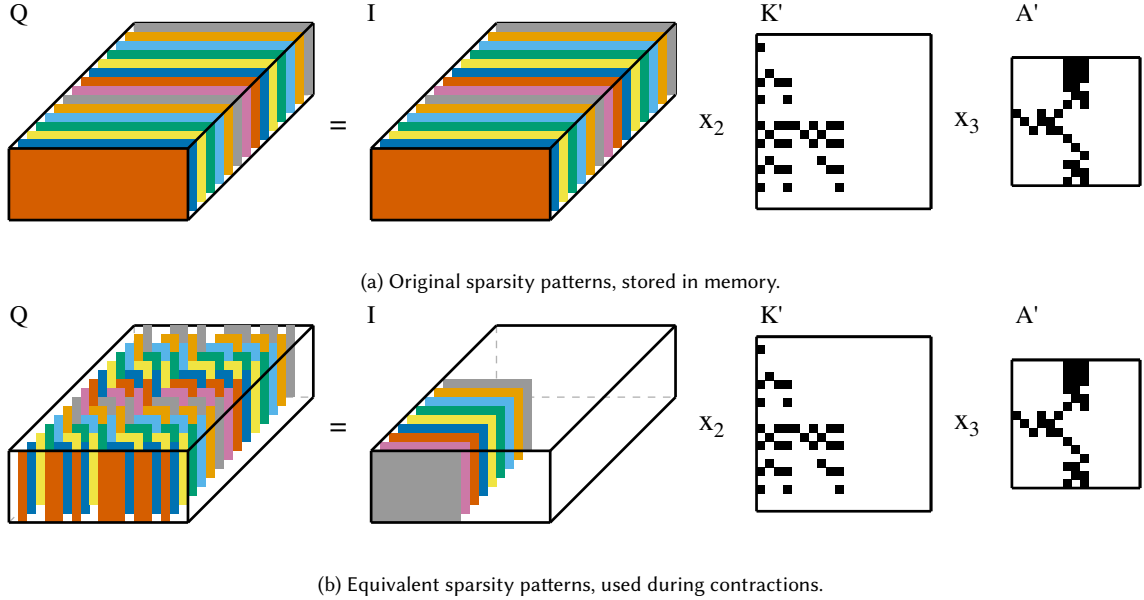 Q I K' A'
= x2 x3
(a) Original sparsity patterns, stored in memory.
Q I K' A'
= x2 x3
(b) Equivalent sparsity patterns, used during contractions.